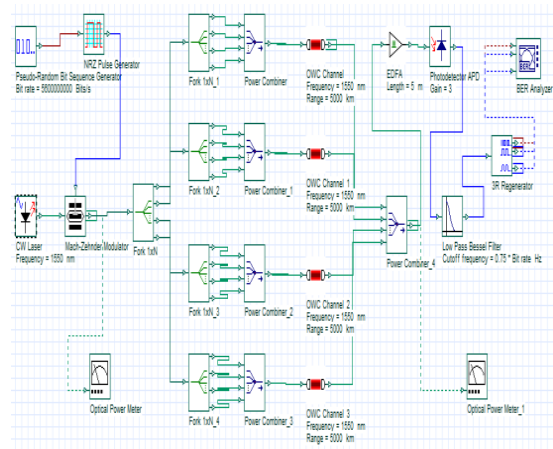 NRZ Pulse Generator
Pseudo-Random Bit Sequence Generator
Bit rate = 5600000000 Bits/s
Fork 1xN_1
Power Combiner
OWC Channel
Frequency = 1550 nm
Range = 5000 km
EDFA
Length = 5 m
Photodetector APD
Gain = 3
BER Analyzer
Fork 1xN_2
Power Combiner_1
OWC Channel 1
Frequency = 1550 nm
Range = 5000 km
3R Regenerator
CW Laser
Frequency = 1550 nm
Mach-Zehnder Modulator
Fork 1xN
Power Combiner_4
Low Pass Bessel Filter
Cutoff frequency = 0.75 * Bit rate Hz
Fork 1xN_3
Power Combiner_2
OWC Channel 2
Frequency = 1550 nm
Range = 5000 km
Optical Power Meter
Fork 1xN_4
Power Combiner_3
OWC Channel 3
Frequency = 1550 nm
Range = 5000 km
Optical Power Meter_1